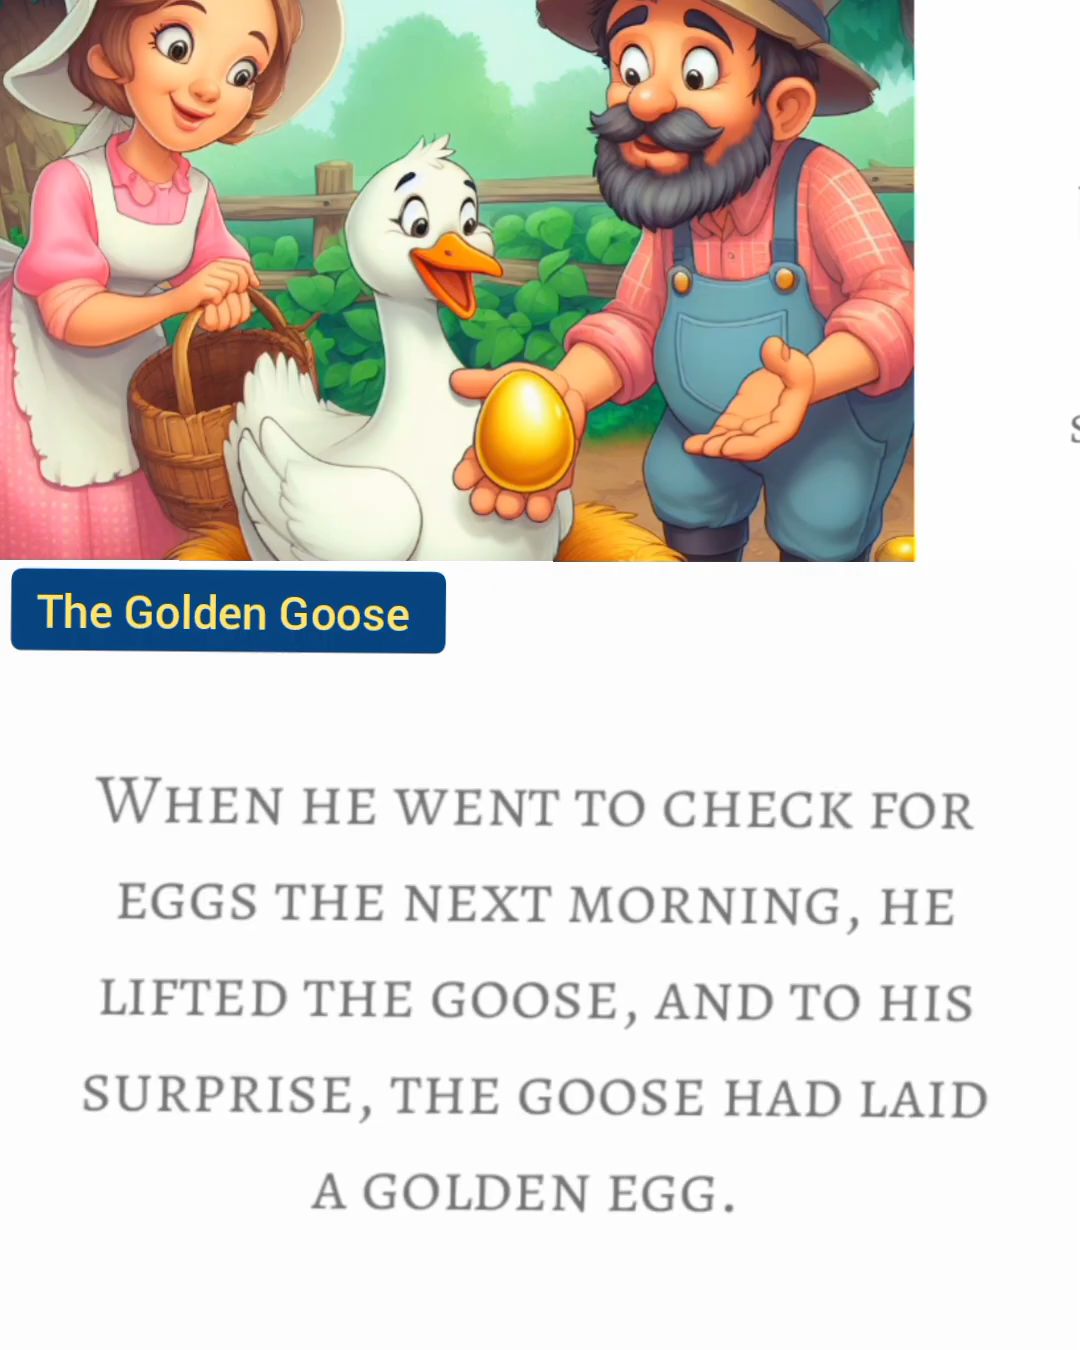 The Golden Goose
When he went to check for
eggs the next morning, he
lifted the goose, and to his
surprise, the goose had laid
a golden egg.